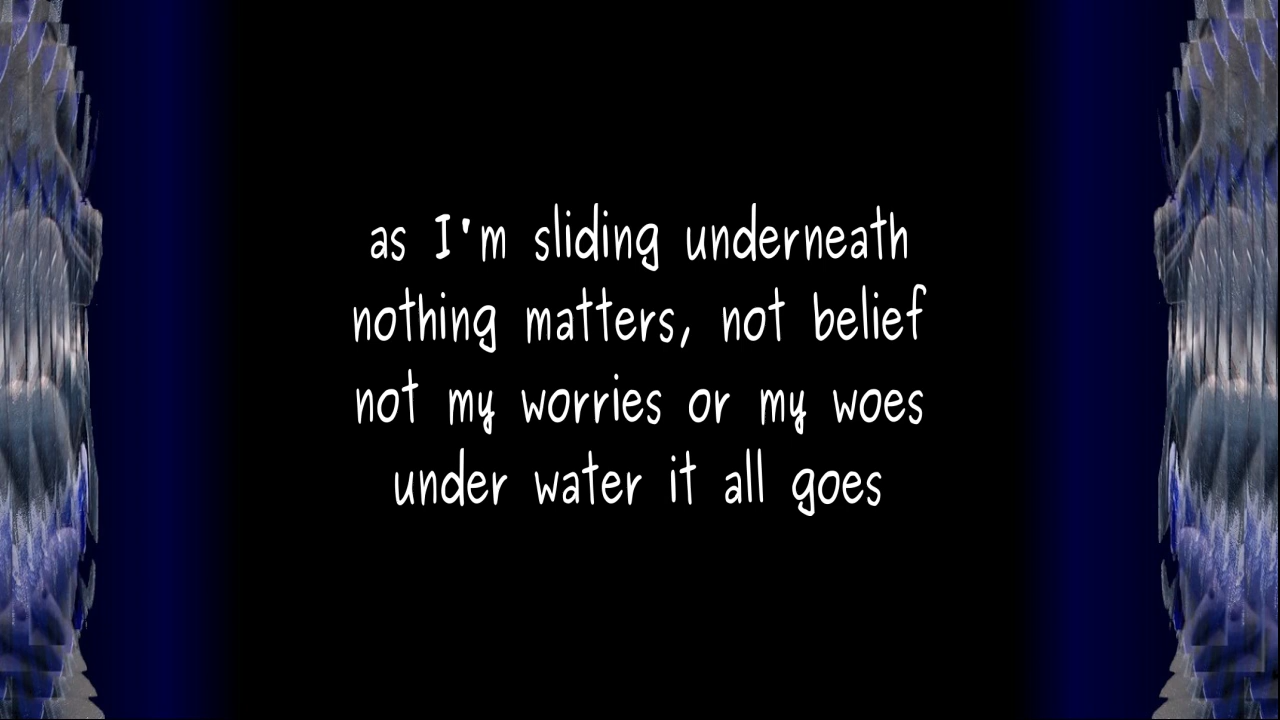 as I'm sliding underneath
nothing matters, not belief
not my worries or my woes
under water it all goes